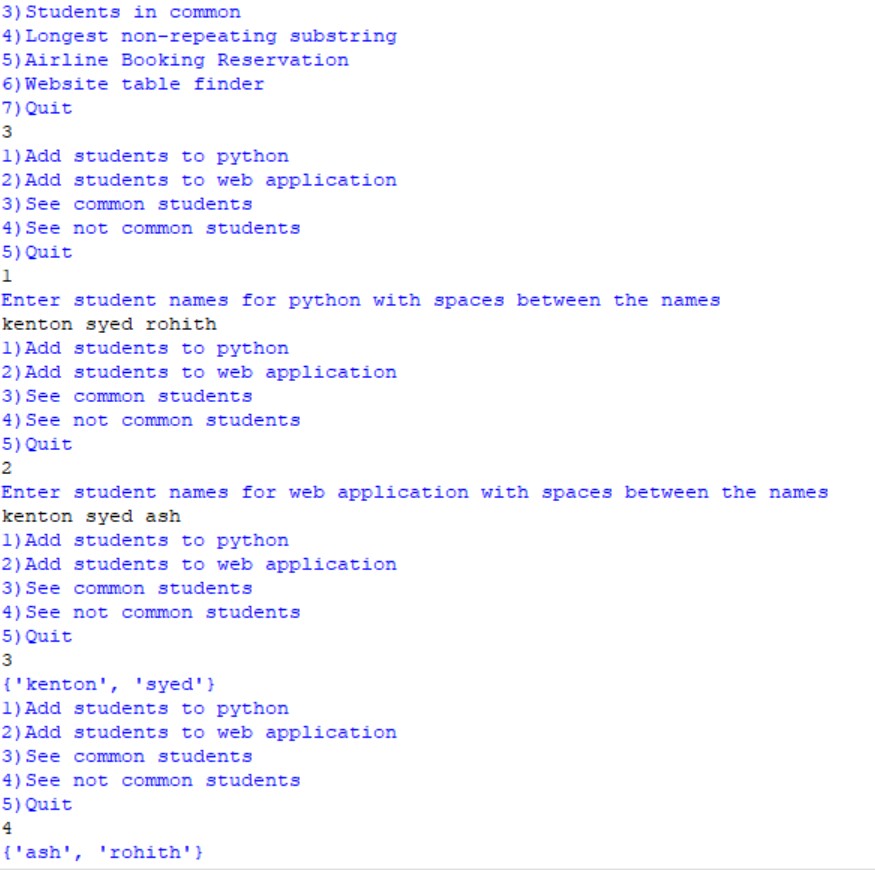 3)Students in common
4)Longest non-repeating substring
5)Airline Booking Reservation
6)Website table finder
7)Quit
3
1)Add students to python
2)Add students to web application
3)See common students
4)See not common students
5)Quit
1
Enter student names for python with spaces between the names
kenton syed rohith
1)Add students to python
2)Add students to web application
3)See common students
4)See not common students
5)Quit
2
Enter student names for web application with spaces between the names
kenton syed ash
1)Add students to python
2)Add students to web application
3)See common students
4)See not common students
5)Quit
3
{'kenton', 'syed'}
1)Add students to python
2)Add students to web application
3)See common students
4)See not common students
5)Quit
4
{'ash', 'rohith'}